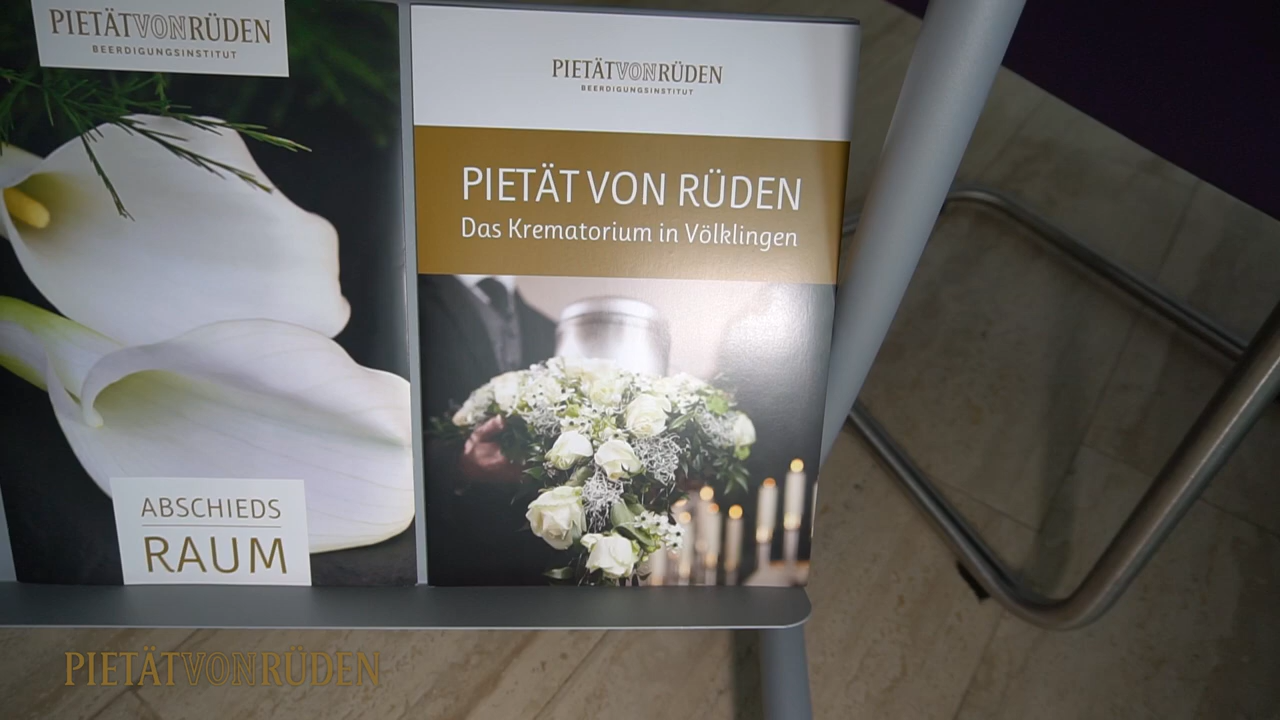 PIETÄTVONRÜDEN
BEERDIGUNGSINSTITUT
ABSCHIEDS
RAUM
PIETÄTVONRÜDEN
BEERDIGUNGSINSTITUT
PIETÄT VON RÜDEN
Das Krematorium in Völklingen
PIETÄTVONRÜDEN